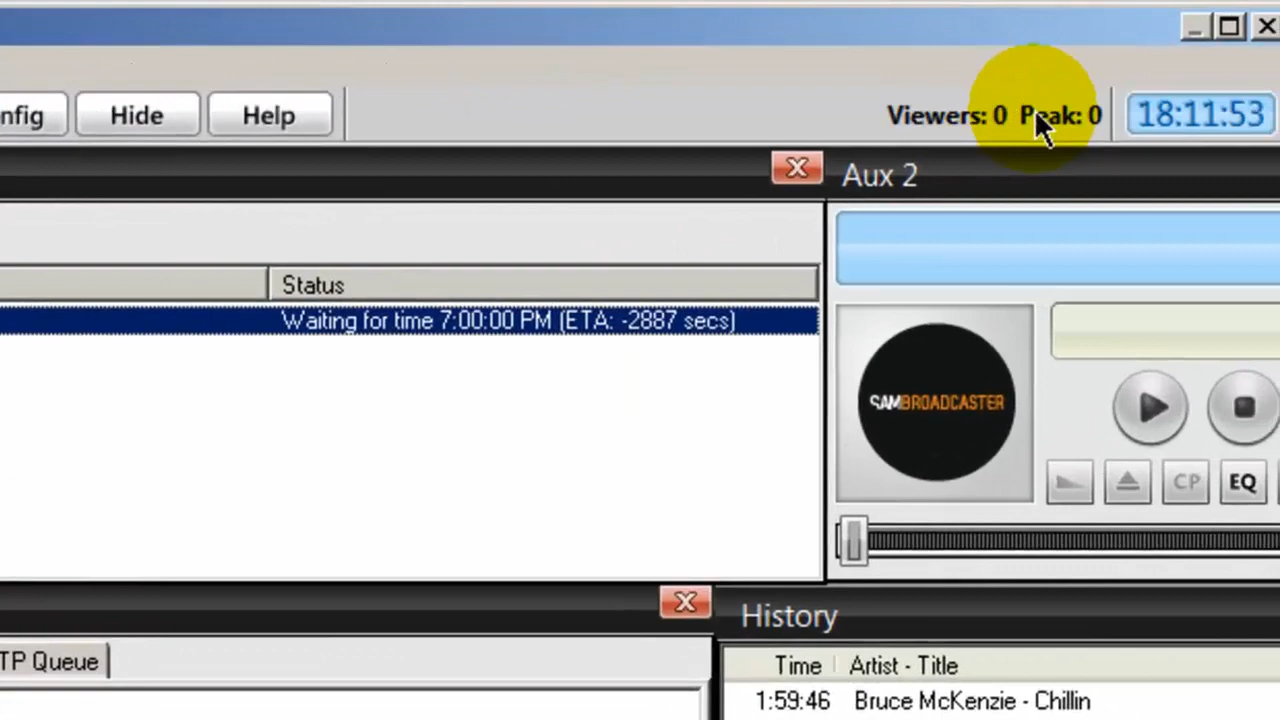 nfig Hide Help Viewers: 0 Peak: 0 18:11:53
Aux 2
Status
Waiting for time 7:00:00 PM (ETA: -2887 secs)
SAMBROADCASTER
CP EQ
History
TP Queue
Time Artist - Title
1:59:46 Bruce McKenzie - Chillin